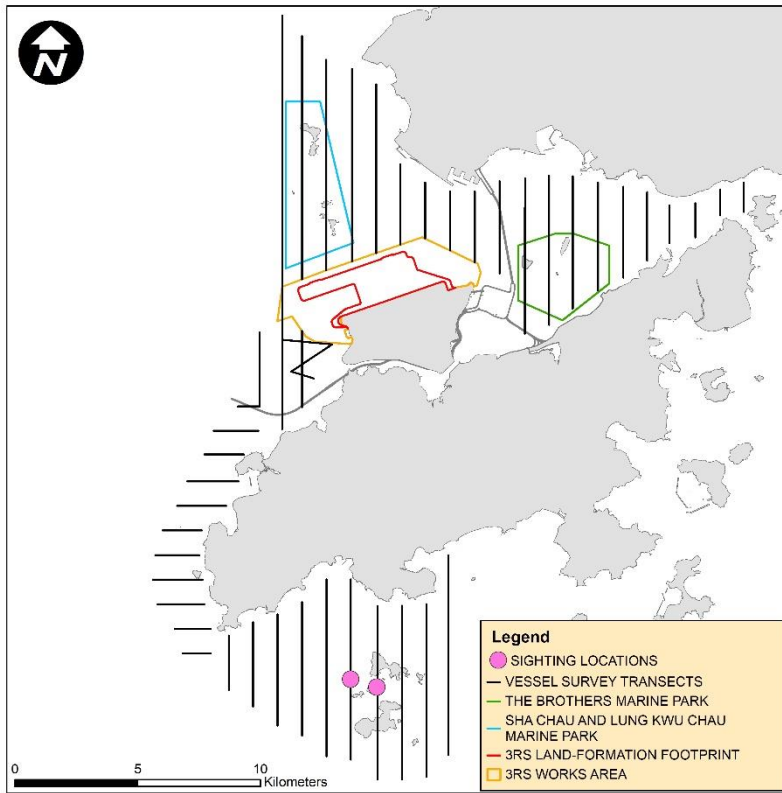 N
Legend
SIGHTING LOCATIONS
VESSEL SURVEY TRANSECTS
THE BROTHERS MARINE PARK
SHA CHAU AND LUNG KWU CHAU
MARINE PARK
3RS LAND-FORMATION FOOTPRINT
3RS WORKS AREA
0 5 10
Kilometers